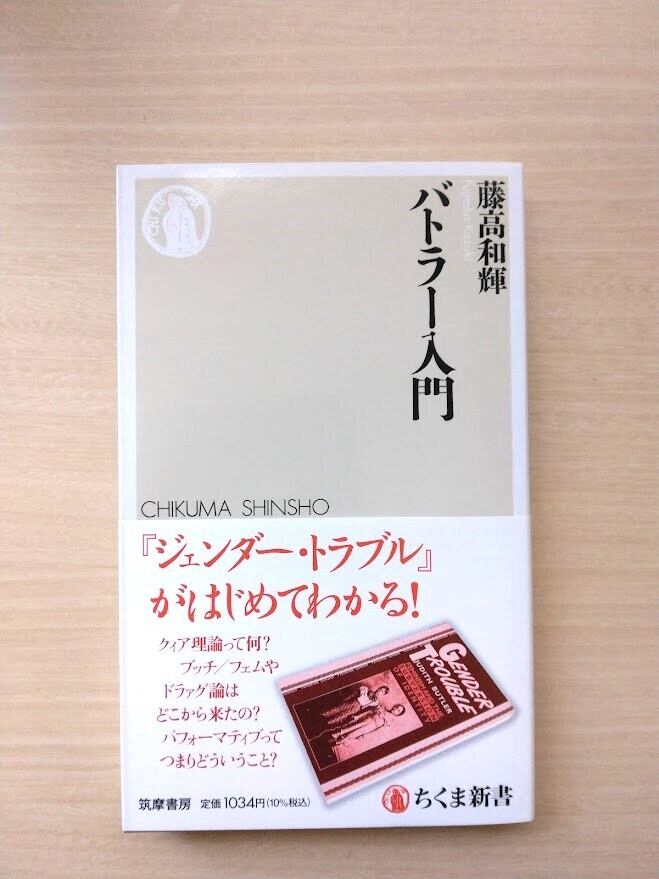 藤高和輝
Fujitaka Kazuki
バトラー入門
CHIKUMA SHINSHO
『ジェンダー・トラブル』
がはじめてわかる!
クィア理論って何?
ブッチ/フェムや
ドラァグ論は
どこから来たの?
パフォーマティブって
つまりどういうこと?
GENDER
TROUBLE
JUDITH BUTLER
筑摩書房 定価1034円(10%税込)
ちくま新書